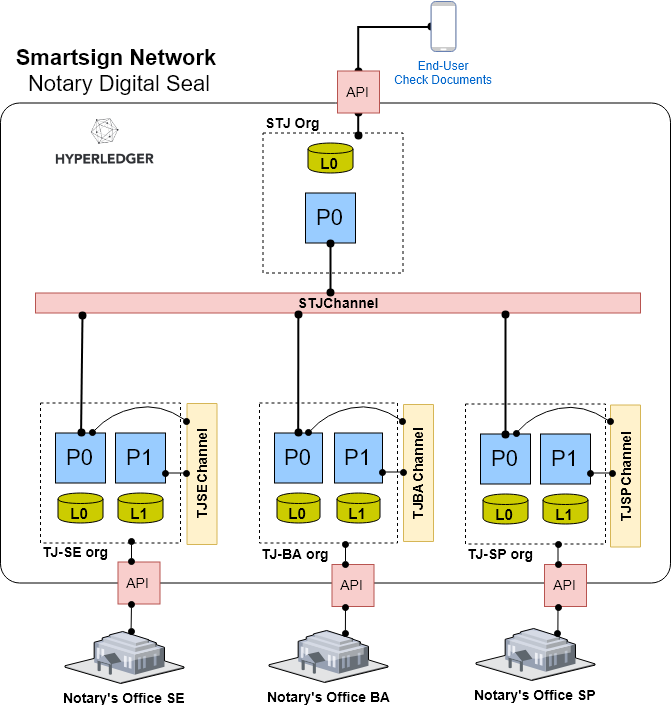 Smartsign Network
Notary Digital Seal
End-User
Check Documents
API
STJ Org
HYPERLEDGER
L0
P0
STJChannel
P0
P1
TJSEChannel
L0
L1
TJ-SE org
P0
P1
TJBAChannel
L0
L1
TJ-BA org
P0
P1
TJSPChannel
L0
L1
TJ-SP org
API
API
API
Notary's Office SE
Notary's Office BA
Notary's Office SP